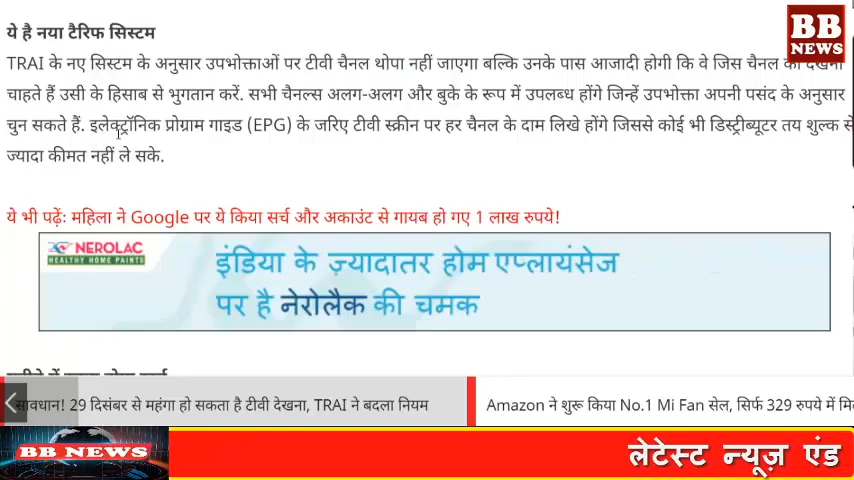 ये है नया टैरिफ सिस्टम
BB
NEWS
TRAI के नए सिस्टम के अनुसार उपभोक्ताओं पर टीवी चैनल थोपा नहीं जाएगा बल्कि उनके पास आजादी होगी कि वे जिस चैनल को देखना
चाहते हैं उसी के हिसाब से भुगतान करें. सभी चैनल्स अलग-अलग और बुके के रूप में उपलब्ध होंगे जिन्हें उपभोक्ता अपनी पसंद के अनुसार
चुन सकते हैं. इलेक्ट्रॉनिक प्रोग्राम गाइड (EPG) के जरिए टीवी स्क्रीन पर हर चैनल के दाम लिखे होंगे जिससे कोई भी डिस्ट्रीब्यूटर तय शुल्क से
ज्यादा कीमत नहीं ले सके.
ये भी पढ़ें: महिला ने Google पर ये किया सर्च और अकाउंट से गायब हो गए 1 लाख रुपये!
NEROLAC
HEALTHY HOME PAINTS
इंडिया के ज़्यादातर होम एप्लायंसेज
पर है नेरोलैक की चमक
सावधान! 29 दिसंबर से महंगा हो सकता है टीवी देखना, TRAI ने बदला नियम
Amazon ने शुरू किया No.1 Mi Fan सेल, सिर्फ 329 रुपये में
BB NEWS
लेटेस्ट न्यूज़ एंड